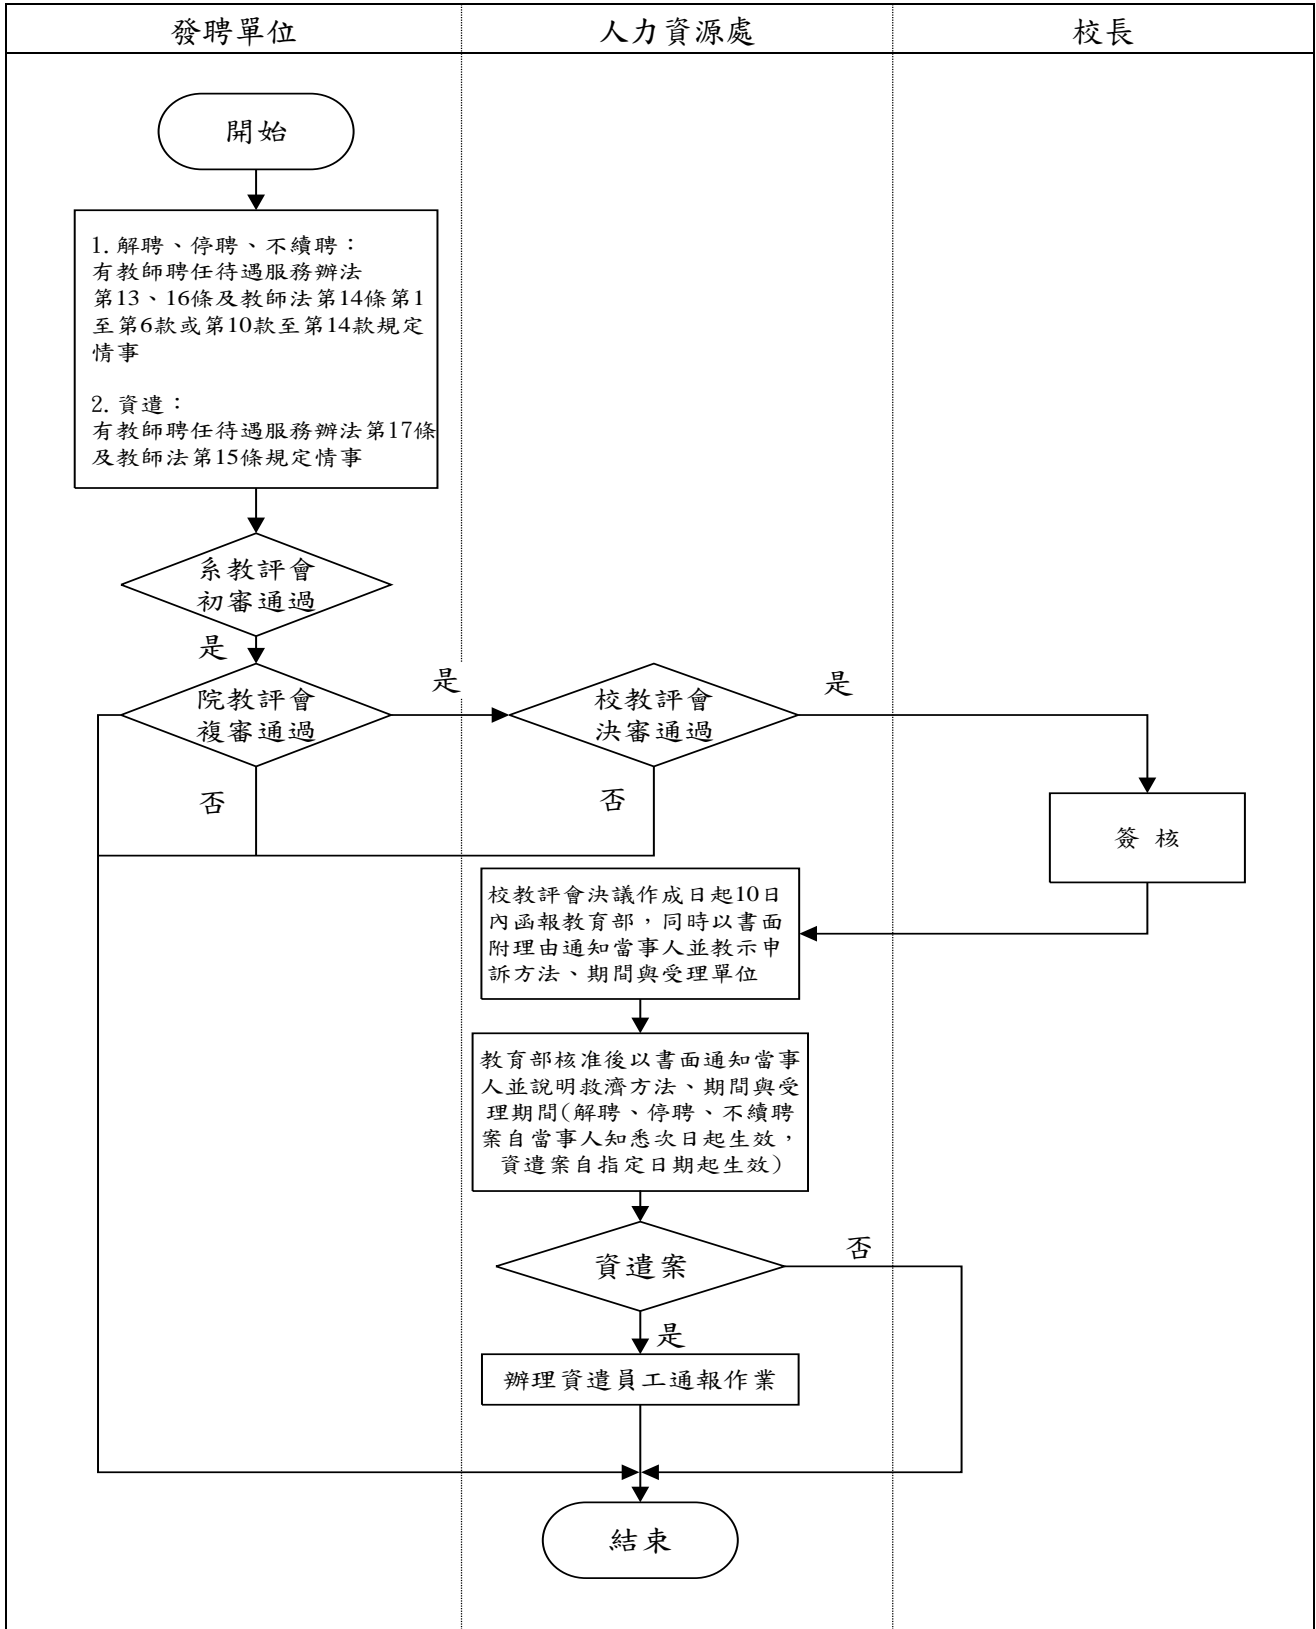 發聘單位
人力資源處
校長
開始
1. 解聘、停聘、不續聘：
有教師聘任待遇服務辦法
第13、16條及教師法第14條第1
至第6款或第10款至第14款規定
情事
2. 資遣：
有教師聘任待遇服務辦法第17條
及教師法第15條規定情事
系教評會
初審通過
是
院教評會
複審通過
是
校教評會
決審通過
是
否
否
簽 核
校教評會決議作成日起10日
內函報教育部，同時以書面
附理由通知當事人並教示申
訴方法、期間與受理單位
教育部核准後以書面通知當事
人並說明救濟方法、期間與受
理期間(解聘、停聘、不續聘
案自當事人知悉次日起生效，
資遣案自指定日期起生效)
資遣案
否
是
辦理資遣員工通報作業
結束